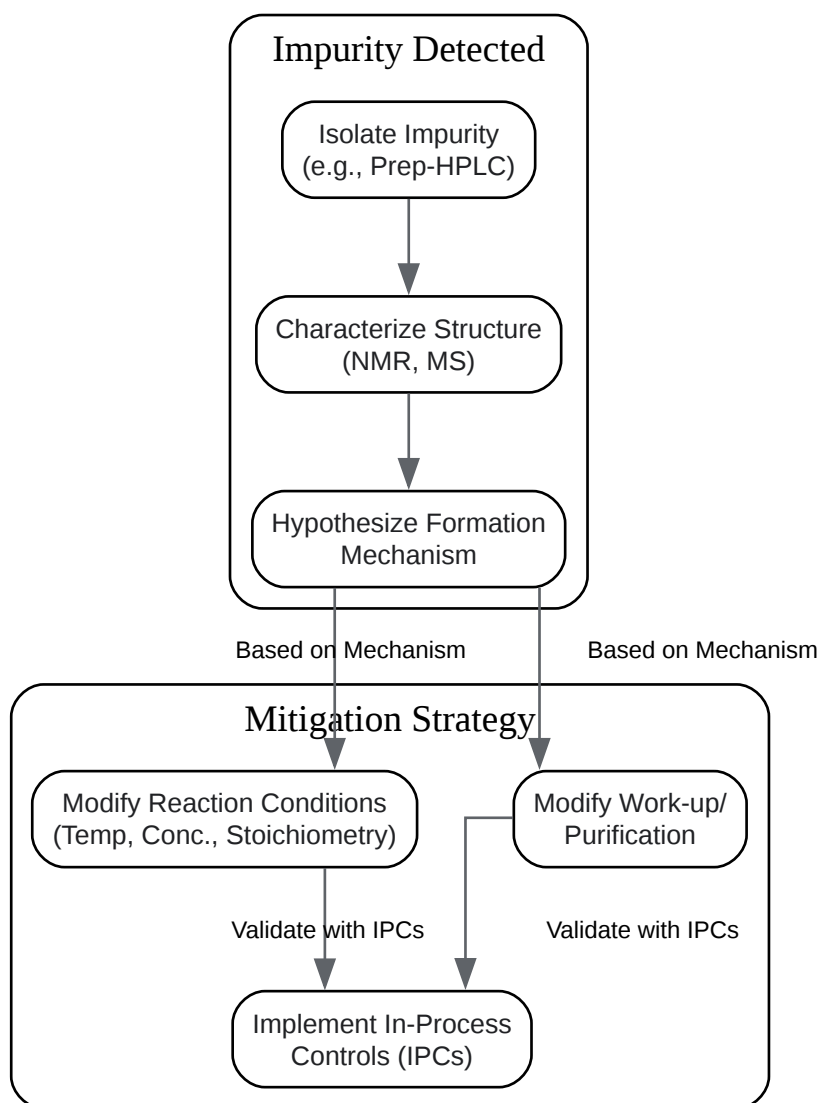 Impurity Detected
Isolate Impurity
(e.g., Prep-HPLC)
Characterize Structure
(NMR, MS)
Hypothesize Formation
Mechanism
Based on Mechanism
Based on Mechanism
Mitigation Strategy
Modify Reaction Conditions
(Temp, Conc., Stoichiometry)
Modify Work-up/
Purification
Validate with IPCs
Validate with IPCs
Implement In-Process
Controls (IPCs)